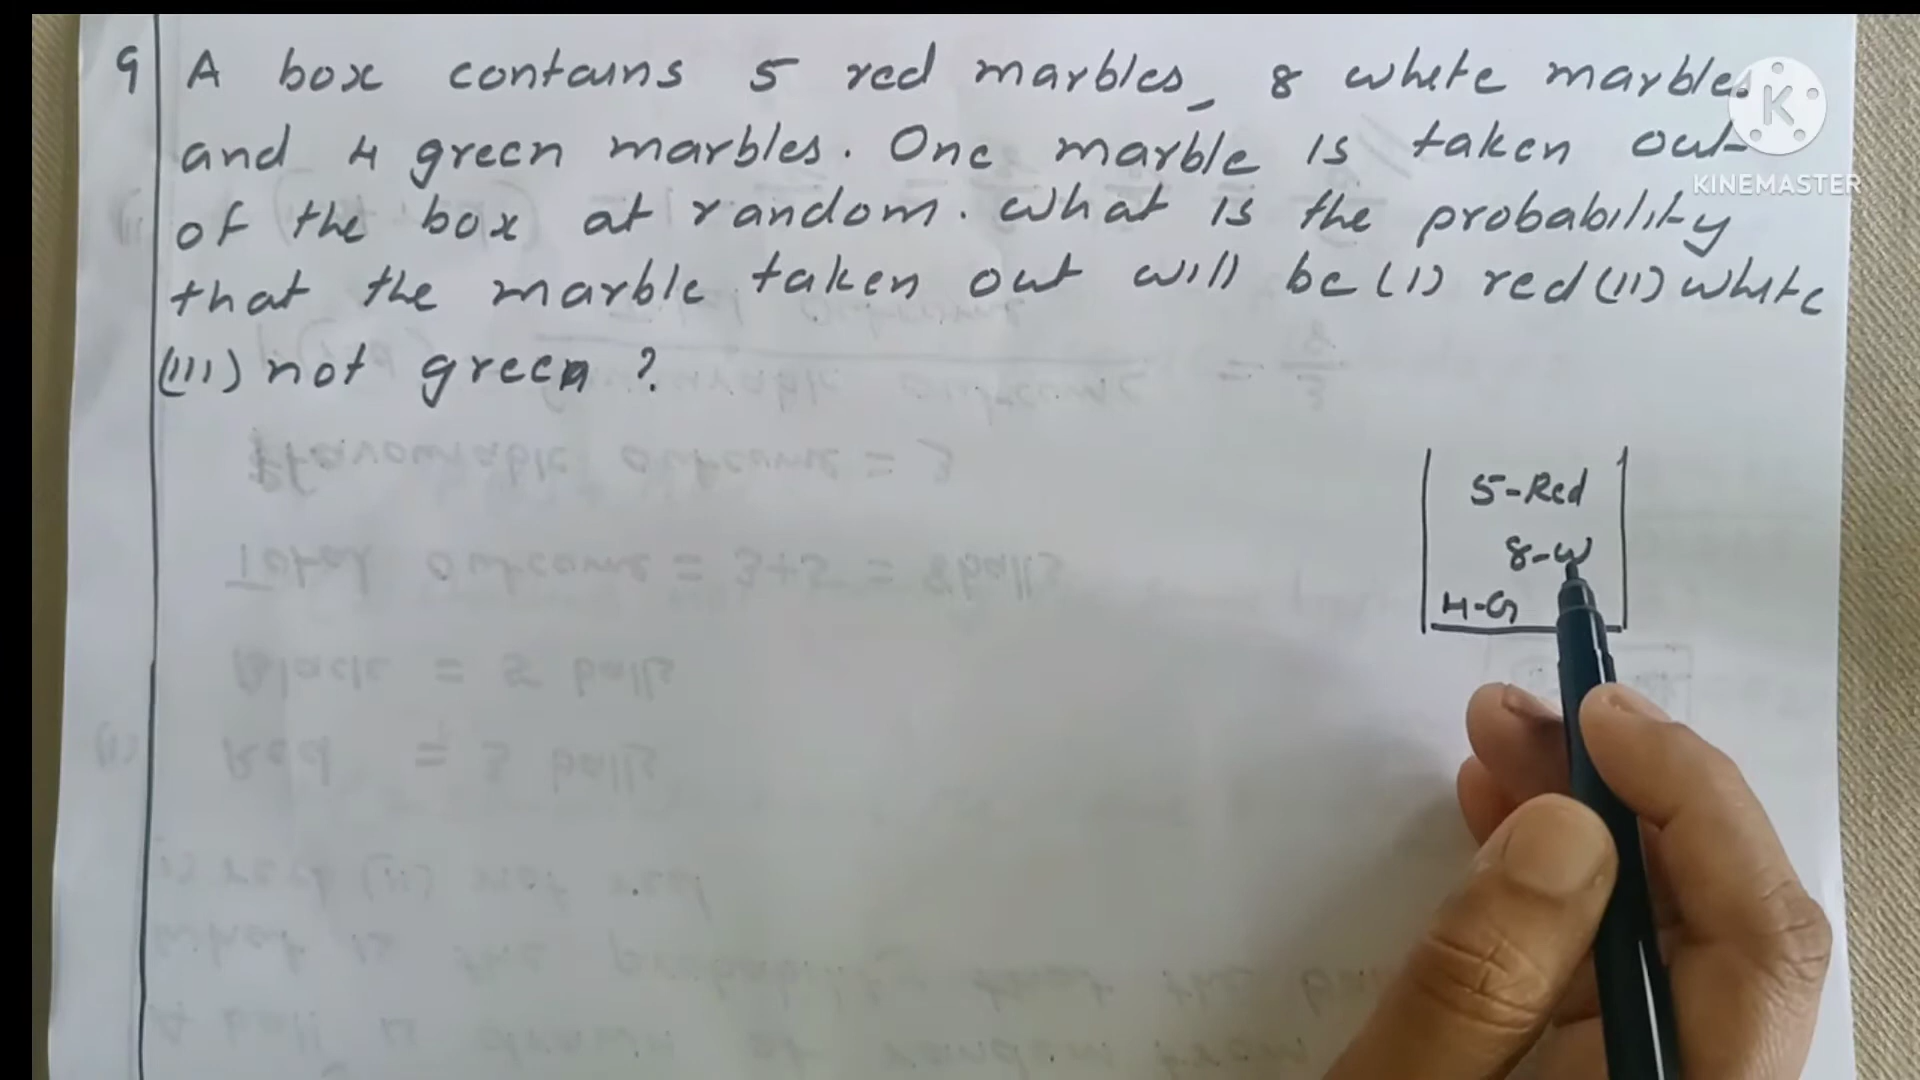 9 A box contains 5 red marbles, 8 white marbles
and 4 green marbles. One marble is taken out
of the box at random. What is the probability
that the marble taken out will be (i) red (ii) white
(iii) not green ?
5-Red
8-W
4-G
K
KINEMASTER